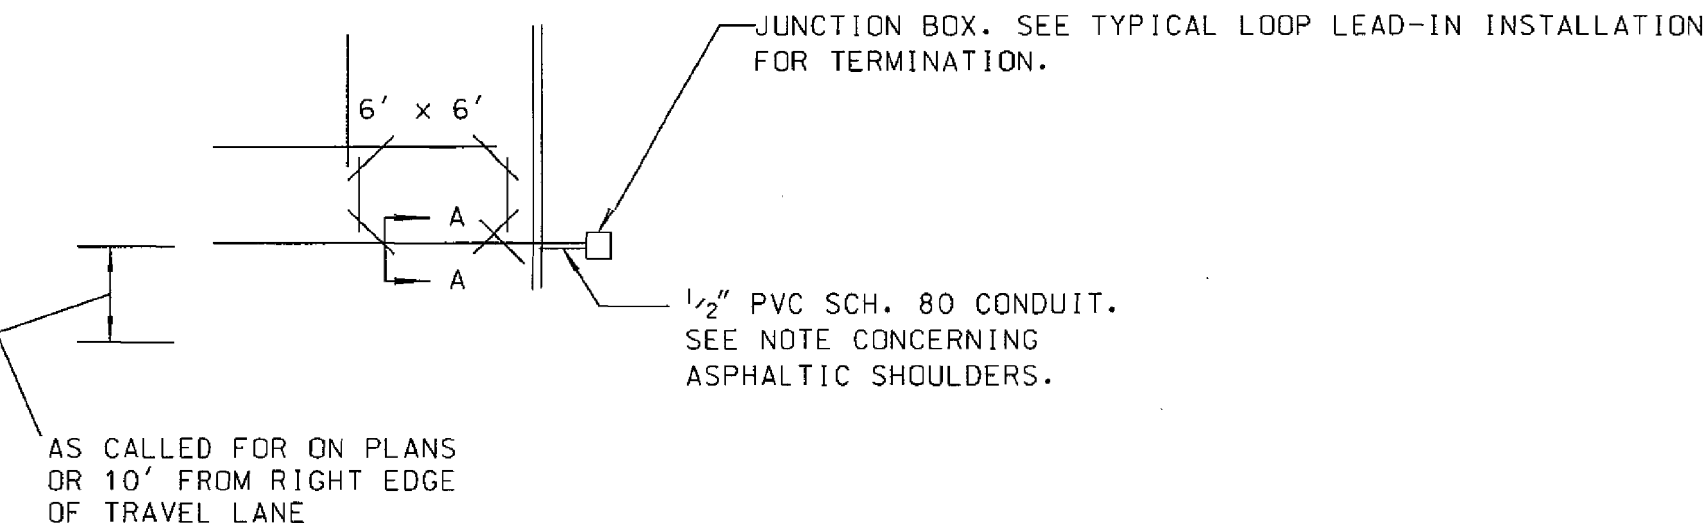 JUNCTION BOX. SEE TYPICAL LOOP LEAD-IN INSTALLATION
FOR TERMINATION.
6' x 6'
A
A
1/2" PVC SCH. 80 CONDUIT.
SEE NOTE CONCERNING
ASPHALTIC SHOULDERS.
AS CALLED FOR ON PLANS
OR 10' FROM RIGHT EDGE
OF TRAVEL LANE